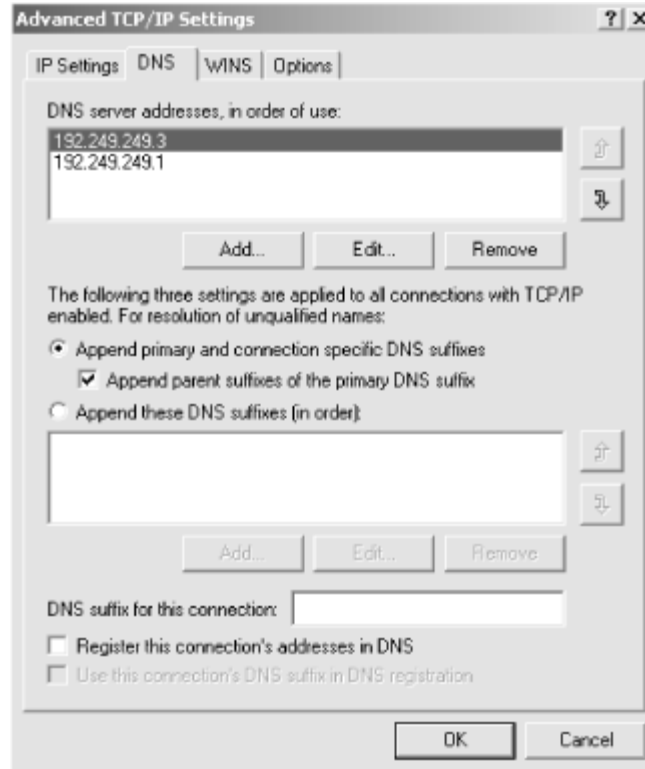 Advanced TCP/IP Settings
IP Settings DNS WINS Options
DNS server addresses, in order of use:
192.249.249.3
192.249.249.1
Add... Edit... Remove
The following three settings are applied to all connections with TCP/IP
enabled. For resolution of unqualified names:
Append primary and connection specific DNS suffixes
Append parent suffixes of the primary DNS suffix
Append these DNS suffixes (in order):
Add... Edit... Remove
DNS suffix for this connection:
Register this connection's addresses in DNS
Use this connection's DNS suffix in DNS registration
OK Cancel